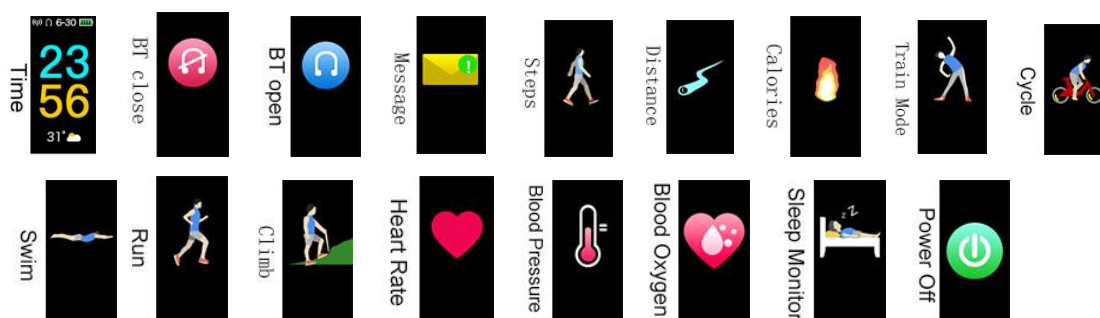 6-30
23
56
31°
Time
BT close
BT open
Message
Steps
Distance
Calories
Train Mode
Cycle
Swim
Run
Climb
Heart Rate
Blood Pressure
Blood Oxygen
Sleep Monitor
zZ
Power Off